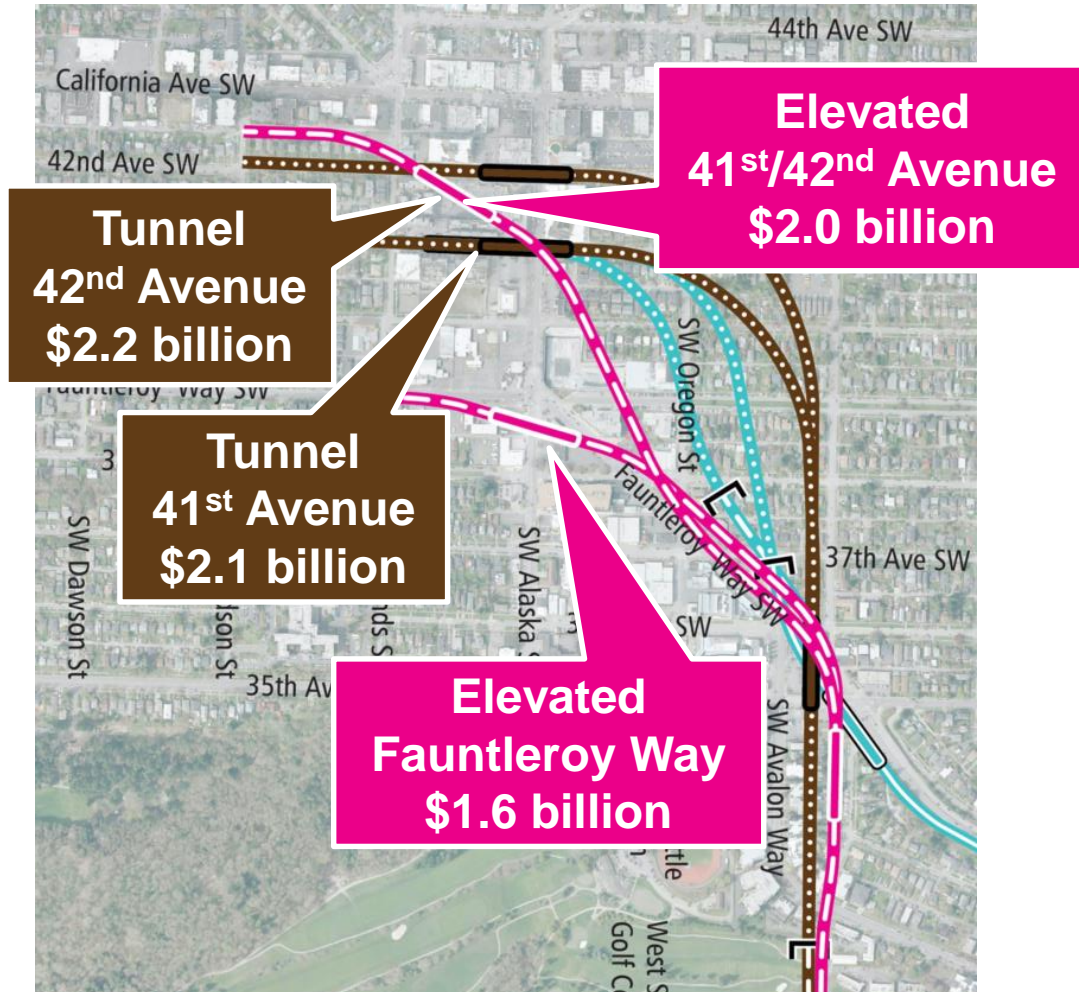 44th Ave SW
California Ave SW
42nd Ave SW
Elevated
41st/42nd Avenue
$2.0 billion
Tunnel
42nd Avenue
$2.2 billion
Fauntleroy Way SW
Tunnel
41st Avenue
$2.1 billion
SW Oregon St
Fauntleroy Way SW
37th Ave SW
SW Dawson St
SW Alaska
SW
35th Av
Elevated
Fauntleroy Way
$1.6 billion
SW Avalon Way
West S
Golf C